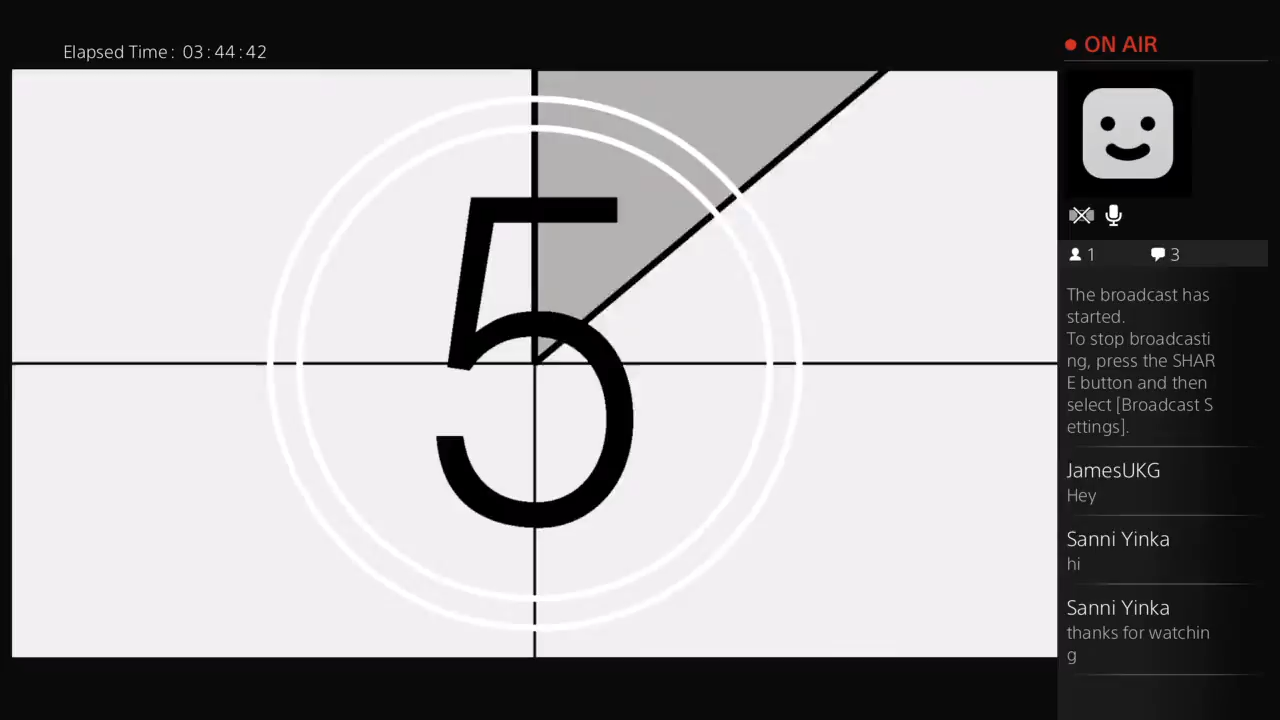 Elapsed Time: 03:44:42
ON AIR
5
1 3
The broadcast has
started.
To stop broadcasti
ng, press the SHAR
E button and then
select [Broadcast S
ettings].
JamesUKG
Hey
Sanni Yinka
hi
Sanni Yinka
thanks for watchin
g